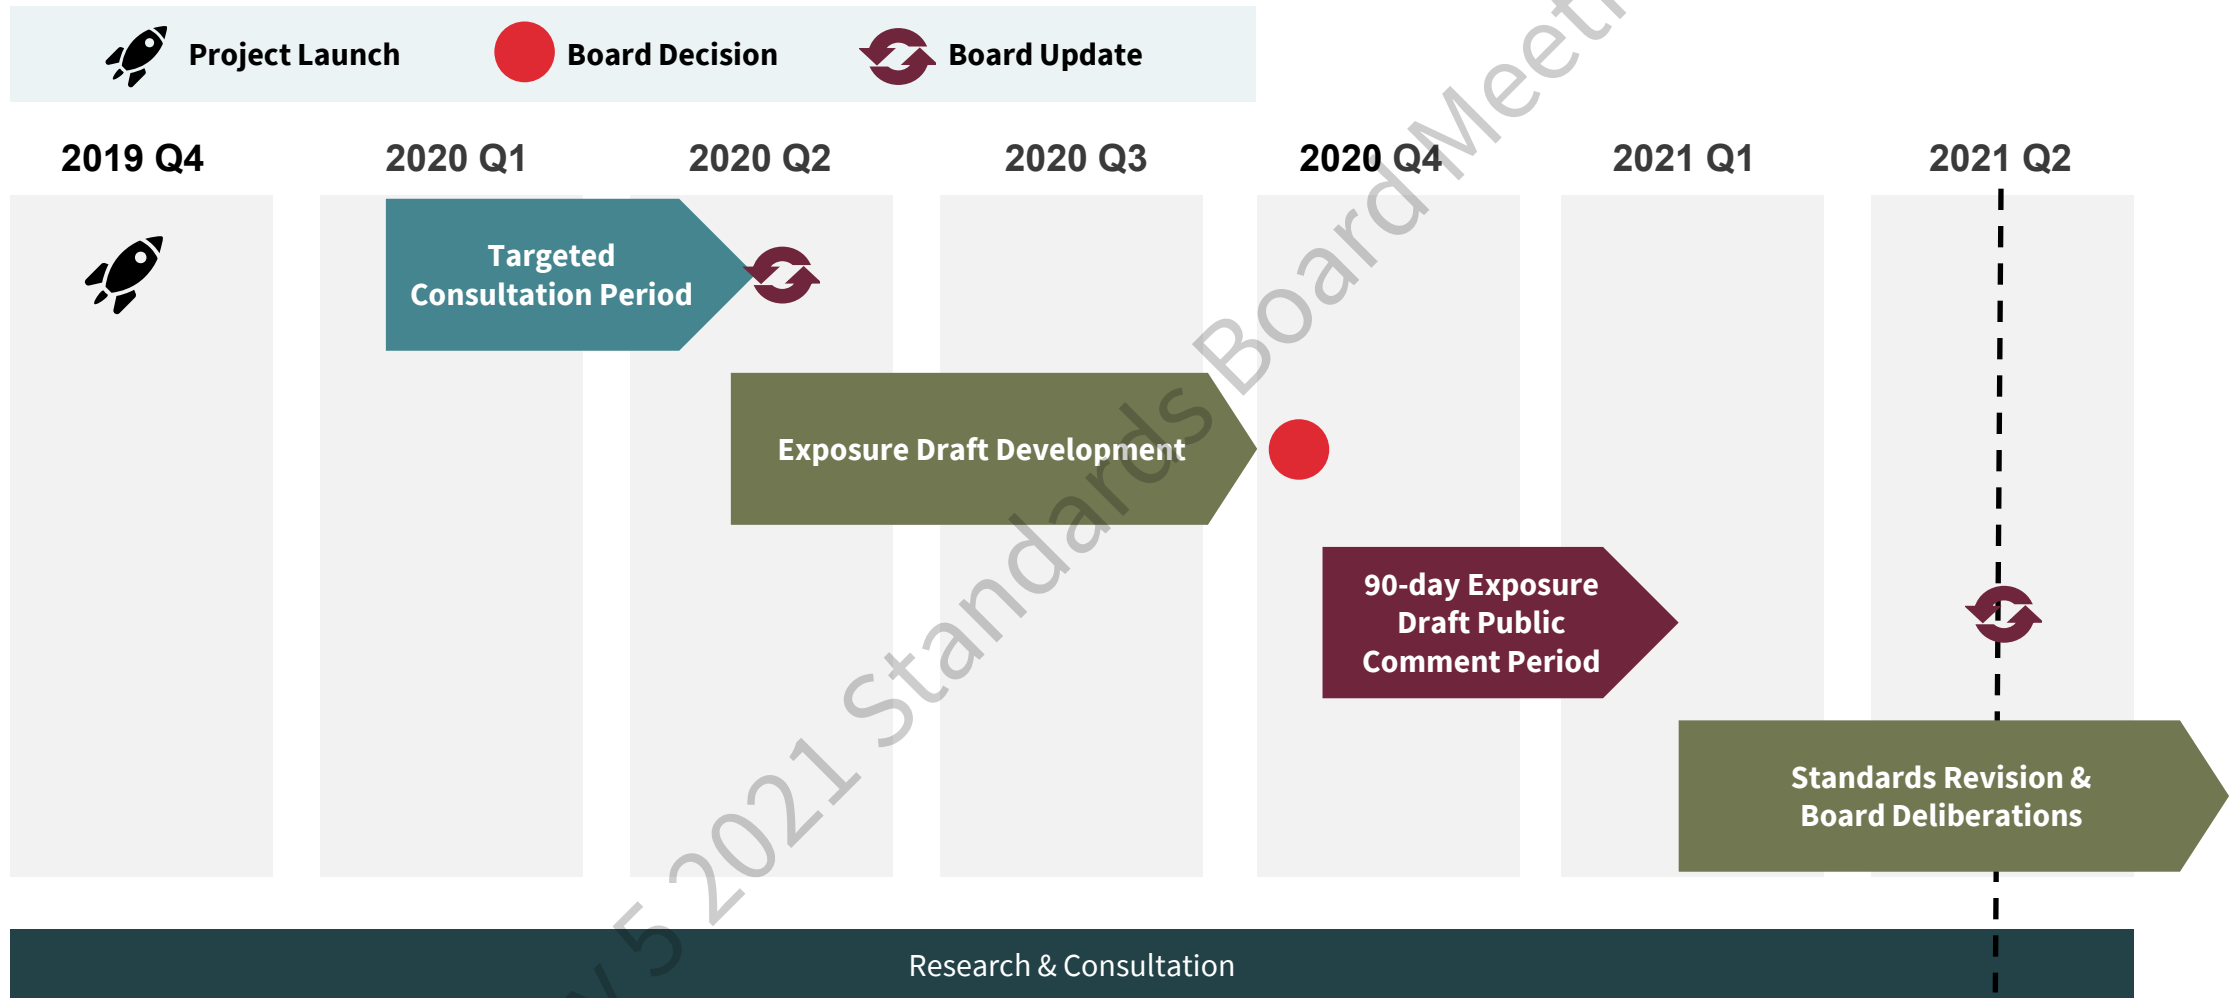 Project Launch
Board Decision
Board Update
2019 Q4
2020 Q1
2020 Q2
2020 Q3
2020 Q4
2021 Q1
2021 Q2
Targeted
Consultation Period
Exposure Draft Development
90-day Exposure
Draft Public
Comment Period
Standards Revision &
Board Deliberations
Research & Consultation
5 2021 Standards Board